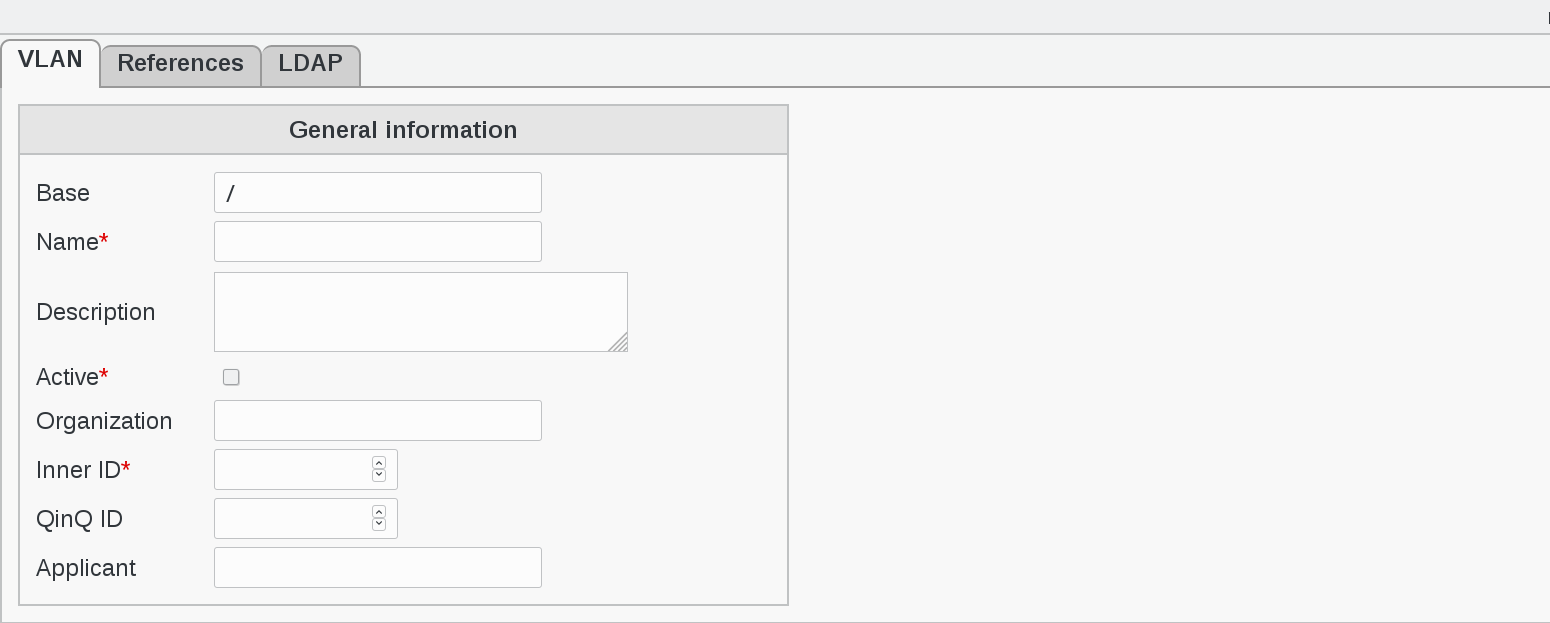 VLAN References LDAP
General information
Base /
Name*
Description
Active*
Organization
Inner ID*
QinQ ID
Applicant